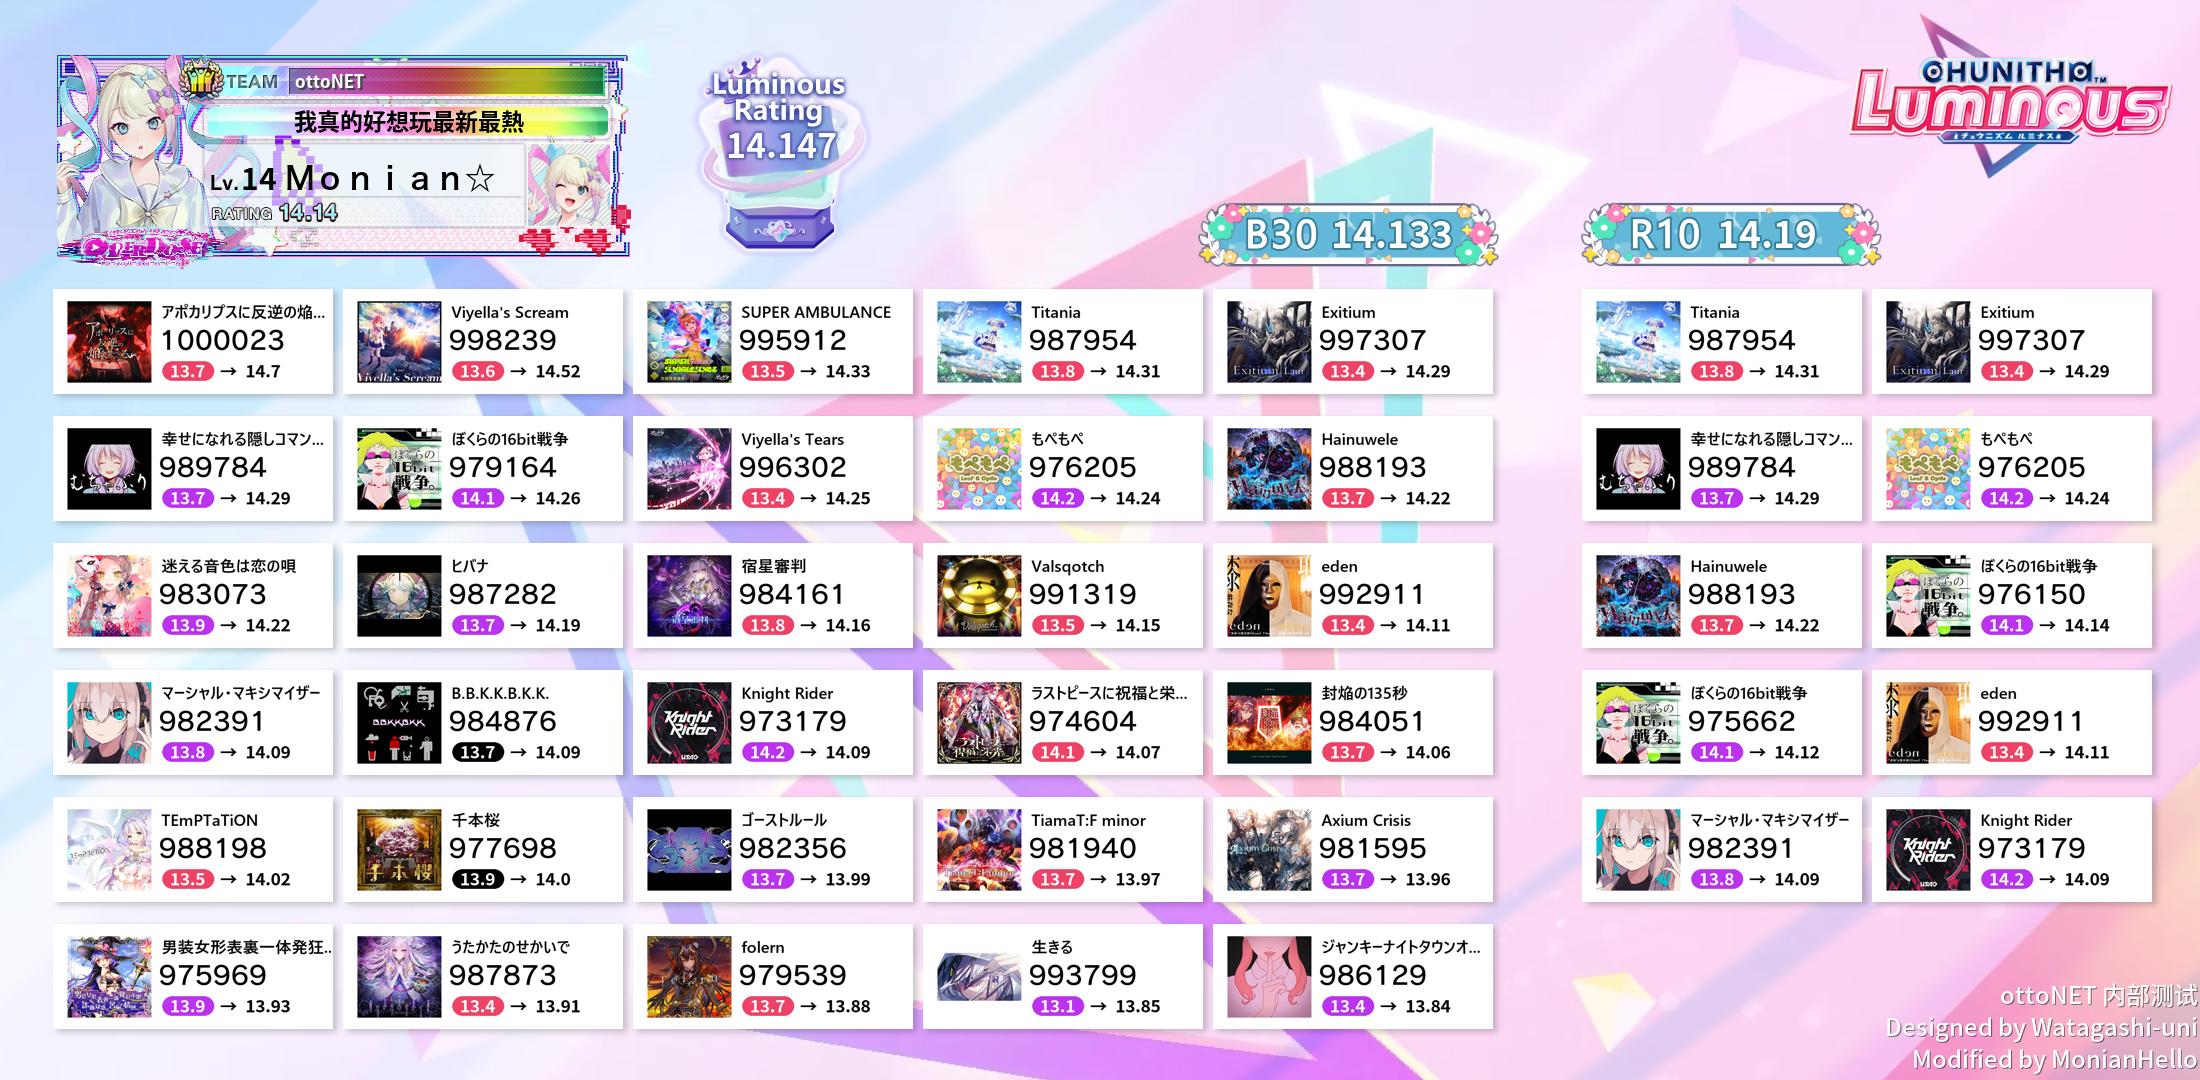 TEAM ottoNET
我真的好想玩最新最熱
Lv.14 Monian☆
RATING 14.14
OVERDOSE
Luminous
Rating
14.147
CHUNITHM™
LUMINOUS
チュウニズム ルミナス
B30 14.133
R10 14.19
アポカリプスに反逆の焔...
1000023
13.7 → 14.7
Viyella's Scream
998239
13.6 → 14.52
SUPER AMBULANCE
995912
13.5 → 14.33
Titania
987954
13.8 → 14.31
Exitium
997307
13.4 → 14.29
幸せになれる隠しコマン...
989784
13.7 → 14.29
ぼくらの16bit戦争
979164
14.1 → 14.26
Viyella's Tears
996302
13.4 → 14.25
もぺもぺ
976205
14.2 → 14.24
Hainuwele
988193
13.7 → 14.22
迷える音色は恋の唄
983073
13.9 → 14.22
ヒバナ
987282
13.7 → 14.19
宿星審判
984161
13.8 → 14.16
Valsqotch
991319
13.5 → 14.15
eden
992911
13.4 → 14.11
マーシャル・マキシマイザー
982391
13.8 → 14.09
B.B.K.K.B.K.K.
984876
13.7 → 14.09
Knight Rider
973179
14.2 → 14.09
ラストピースに祝福と栄...
974604
14.1 → 14.07
封焔の135秒
984051
13.7 → 14.06
TEmPTaTiON
988198
13.5 → 14.02
千本桜
977698
13.9 → 14.0
ゴーストルール
982356
13.7 → 13.99
TiamaT:F minor
981940
13.7 → 13.97
Axium Crisis
981595
13.7 → 13.96
男装女形表裏一体発狂...
975969
13.9 → 13.93
うたかたのせかいで
987873
13.4 → 13.91
folern
979539
13.7 → 13.88
生きる
993799
13.1 → 13.85
ジャンキーナイトタウンオ...
986129
13.4 → 13.84
Titania
987954
13.8 → 14.31
Exitium
997307
13.4 → 14.29
幸せになれる隠しコマン...
989784
13.7 → 14.29
もぺもぺ
976205
14.2 → 14.24
Hainuwele
988193
13.7 → 14.22
ぼくらの16bit戦争
976150
14.1 → 14.14
ぼくらの16bit戦争
975662
14.1 → 14.12
eden
992911
13.4 → 14.11
マーシャル・マキシマイザー
982391
13.8 → 14.09
Knight Rider
973179
14.2 → 14.09
ottoNET 内部测试
Designed by Watagashi-uni
Modified by MonianHello